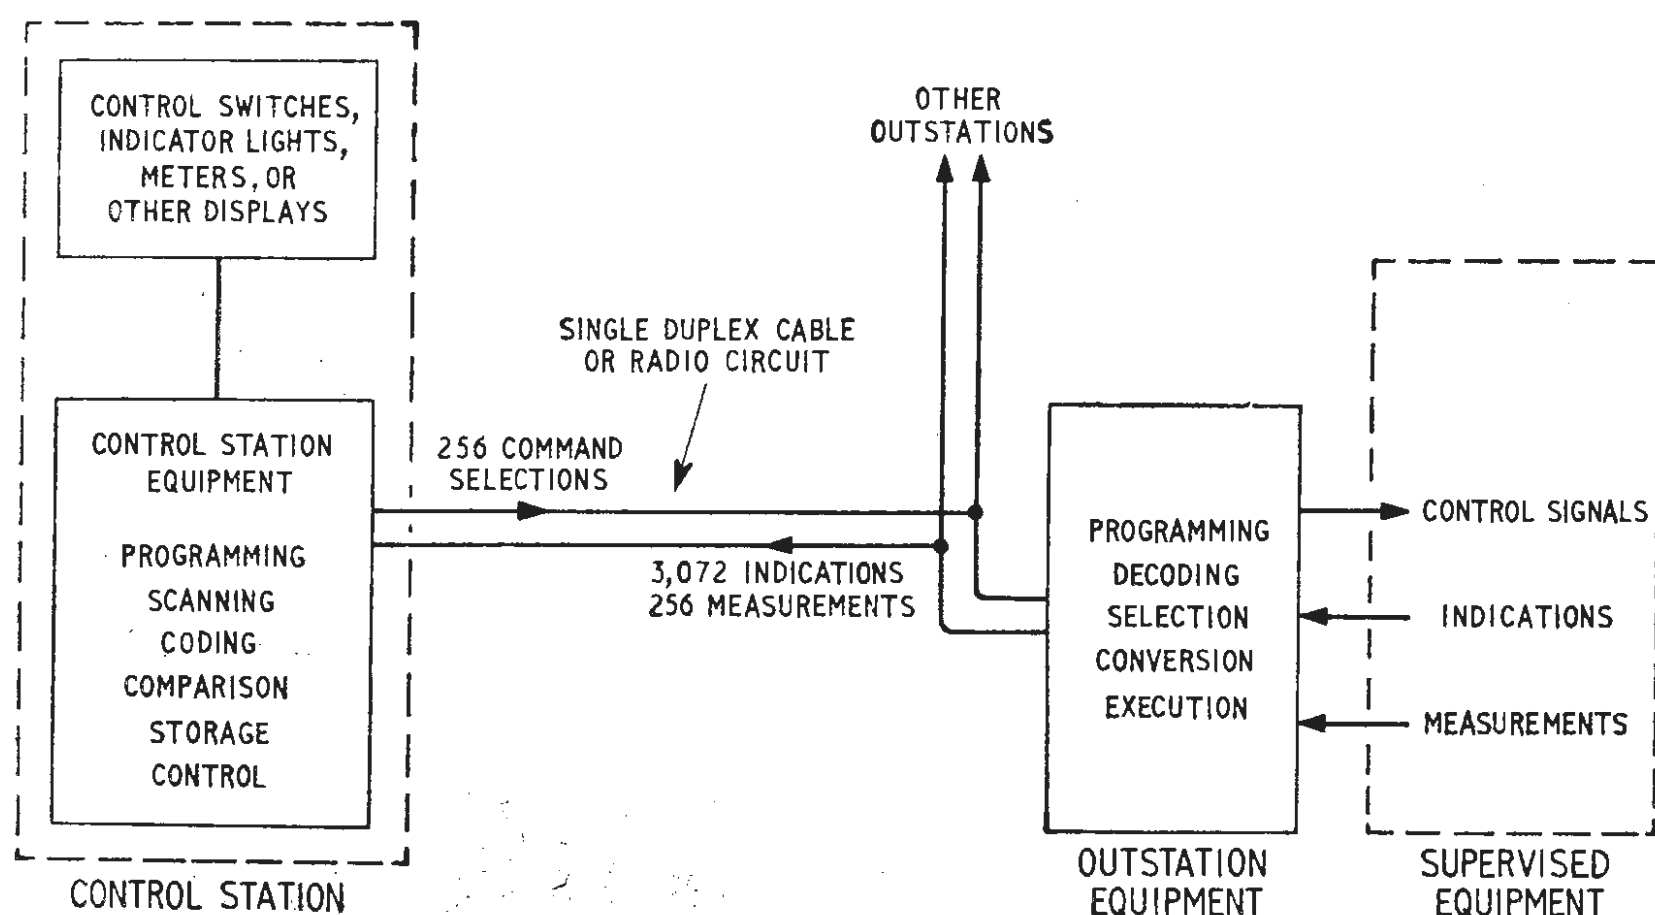 CONTROL SWITCHES,
INDICATOR LIGHTS,
METERS, OR
OTHER DISPLAYS
CONTROL STATION
EQUIPMENT
PROGRAMMING
SCANNING
CODING
COMPARISON
STORAGE
CONTROL
CONTROL STATION
256 COMMAND
SELECTIONS
SINGLE DUPLEX CABLE
OR RADIO CIRCUIT
3,072 INDICATIONS
256 MEASUREMENTS
OTHER
OUTSTATIONS
PROGRAMMING
DECODING
SELECTION
CONVERSION
EXECUTION
OUTSTATION
EQUIPMENT
CONTROL SIGNALS
INDICATIONS
MEASUREMENTS
SUPERVISED
EQUIPMENT